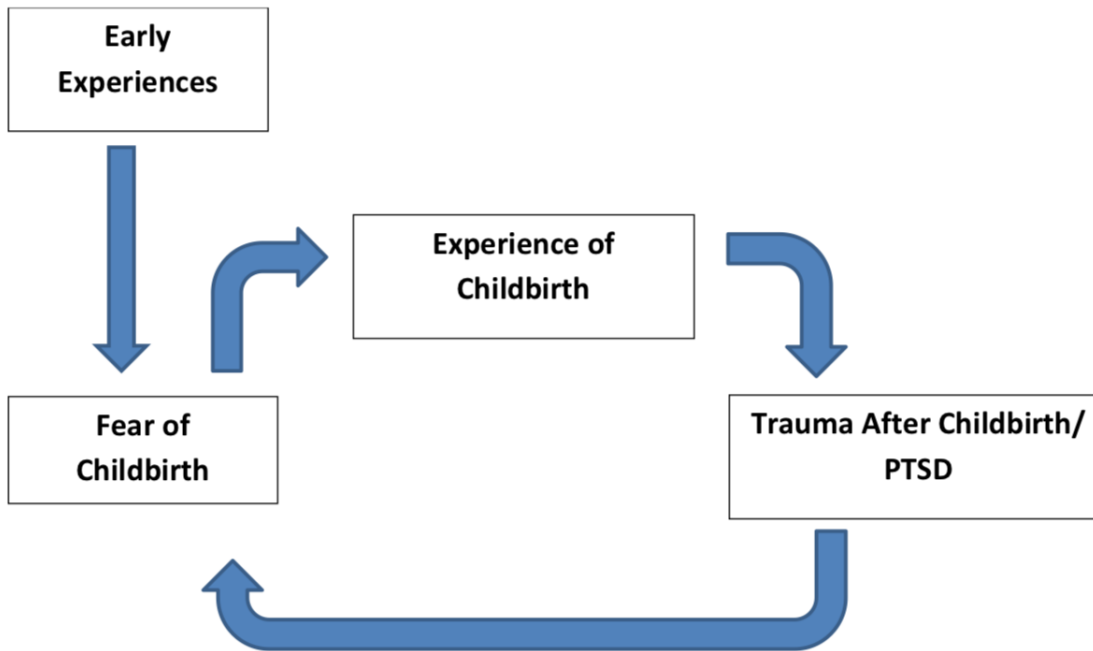 Early
Experiences
Experience of
Childbirth
Fear of
Childbirth
Trauma After Childbirth/
PTSD